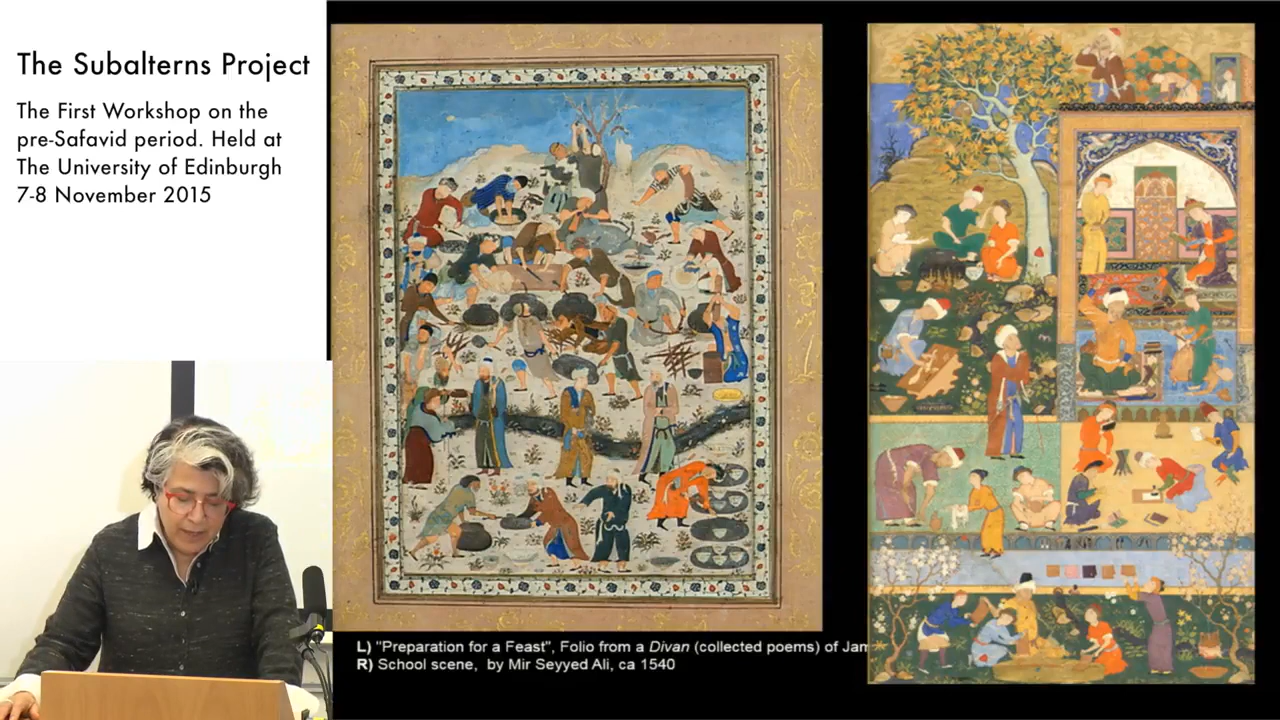 The Subalterns Project
The First Workshop on the
pre-Safavid period. Held at
The University of Edinburgh
7-8 November 2015
L) "Preparation for a Feast", Folio from a Divan (collected poems) of Jam
R) School scene, by Mir Seyyed Ali, ca 1540